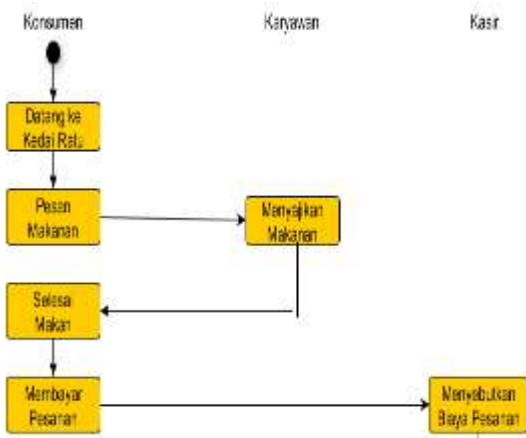 Konsumen
Karyawan
Kasir
Datang ke
Kedai Ratu
Pesan
Makanan
Menyajikan
Makanan
Selesai
Makan
Membayar
Pesanan
Menyebutkan
Biaya Pesanan